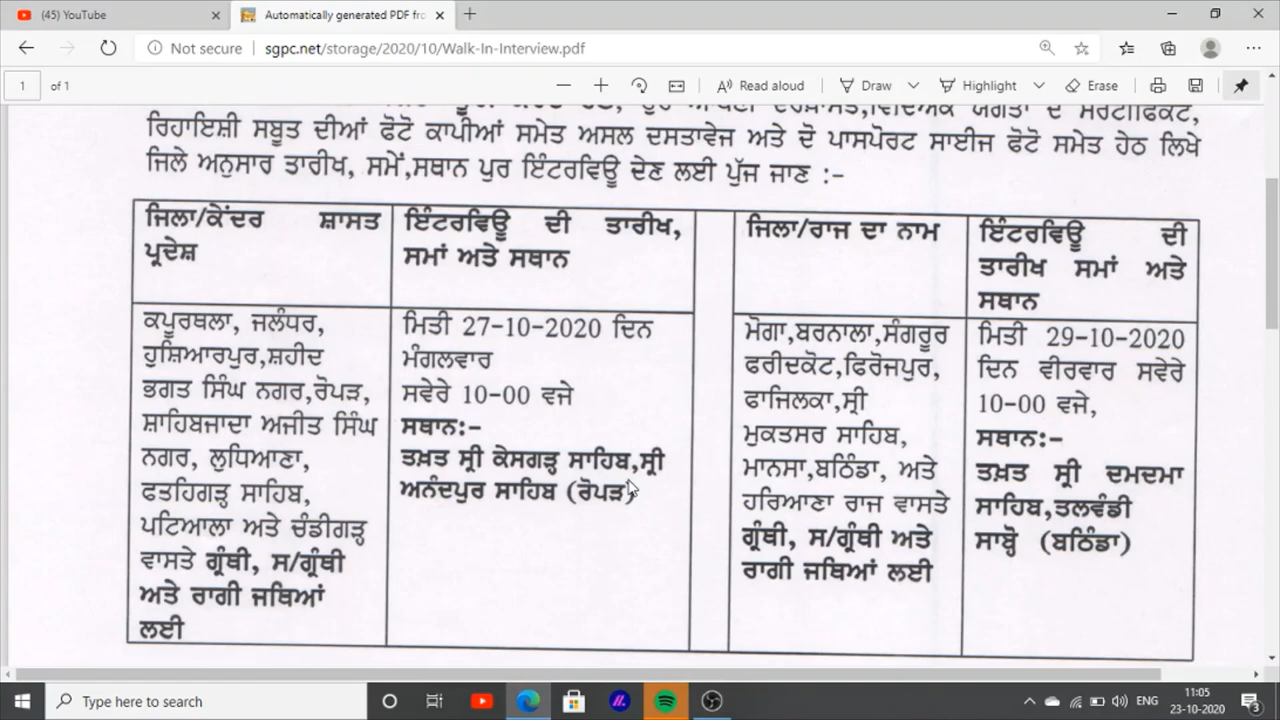 (45) YouTube
Automatically generated PDF fro
Not secure
sgpc.net/storage/2020/10/Walk-In-Interview.pdf
1 of 1
Read aloud
Draw
Highlight
Erase
ਰਿਹਾਇਸ਼ੀ ਸਬੂਤ ਦੀਆਂ ਫੋਟੋ ਕਾਪੀਆਂ ਸਮੇਤ ਅਸਲ ਦਸਤਾਵੇਜ ਅਤੇ ਦੋ ਪਾਸਪੋਰਟ ਸਾਈਜ ਫੋਟੋ ਸਮੇਤ ਹੇਠ ਲਿਖੇ
ਜਿਲੇ ਅਨੁਸਾਰ ਤਾਰੀਖ, ਸਮੇਂ,ਸਥਾਨ ਪੁਰ ਇੰਟਰਵਿਊ ਦੇਣ ਲਈ ਪੁੱਜ ਜਾਣ :-
ਜਿਲਾ/ਕੇਂਦਰ ਸ਼ਾਸਤ
ਪ੍ਰਦੇਸ਼
ਇੰਟਰਵਿਊ ਦੀ ਤਾਰੀਖ,
ਸਮਾਂ ਅਤੇ ਸਥਾਨ
ਜਿਲਾ/ਰਾਜ ਦਾ ਨਾਮ
ਇੰਟਰਵਿਊ ਦੀ
ਤਾਰੀਖ ਸਮਾਂ ਅਤੇ
ਸਥਾਨ
ਕਪੂਰਥਲਾ, ਜਲੰਧਰ,
ਹੁਸ਼ਿਆਰਪੁਰ,ਸ਼ਹੀਦ
ਭਗਤ ਸਿੰਘ ਨਗਰ,ਰੋਪੜ,
ਸਾਹਿਬਜਾਦਾ ਅਜੀਤ ਸਿੰਘ
ਨਗਰ, ਲੁਧਿਆਣਾ,
ਫਤਹਿਗੜ੍ਹ ਸਾਹਿਬ,
ਪਟਿਆਲਾ ਅਤੇ ਚੰਡੀਗੜ੍ਹ
ਵਾਸਤੇ ਗ੍ਰੰਥੀ, ਸ/ਗ੍ਰੰਥੀ
ਅਤੇ ਰਾਗੀ ਜਥਿਆਂ
ਲਈ
ਮਿਤੀ 27-10-2020 ਦਿਨ
ਮੰਗਲਵਾਰ
ਸਵੇਰੇ 10-00 ਵਜੇ
ਸਥਾਨ:-
ਤਖ਼ਤ ਸ੍ਰੀ ਕੇਸਗੜ੍ਹ ਸਾਹਿਬ,ਸ੍ਰੀ
ਅਨੰਦਪੁਰ ਸਾਹਿਬ (ਰੋਪੜ)
ਮੋਗਾ,ਬਰਨਾਲਾ,ਸੰਗਰੂਰ
ਫਰੀਦਕੋਟ,ਫਿਰੋਜਪੁਰ,
ਫਾਜਿਲਕਾ,ਸ੍ਰੀ
ਮੁਕਤਸਰ ਸਾਹਿਬ,
ਮਾਨਸਾ,ਬਠਿੰਡਾ, ਅਤੇ
ਹਰਿਆਣਾ ਰਾਜ ਵਾਸਤੇ
ਗ੍ਰੰਥੀ, ਸ/ਗ੍ਰੰਥੀ ਅਤੇ
ਰਾਗੀ ਜਥਿਆਂ ਲਈ
ਮਿਤੀ 29-10-2020
ਦਿਨ ਵੀਰਵਾਰ ਸਵੇਰੇ
10-00 ਵਜੇ,
ਸਥਾਨ:-
ਤਖ਼ਤ ਸ੍ਰੀ ਦਮਦਮਾ
ਸਾਹਿਬ,ਤਲਵੰਡੀ
ਸਾਬ੍ਹੋ (ਬਠਿੰਡਾ)
Type here to search
ENG
11:05
23-10-2020
3